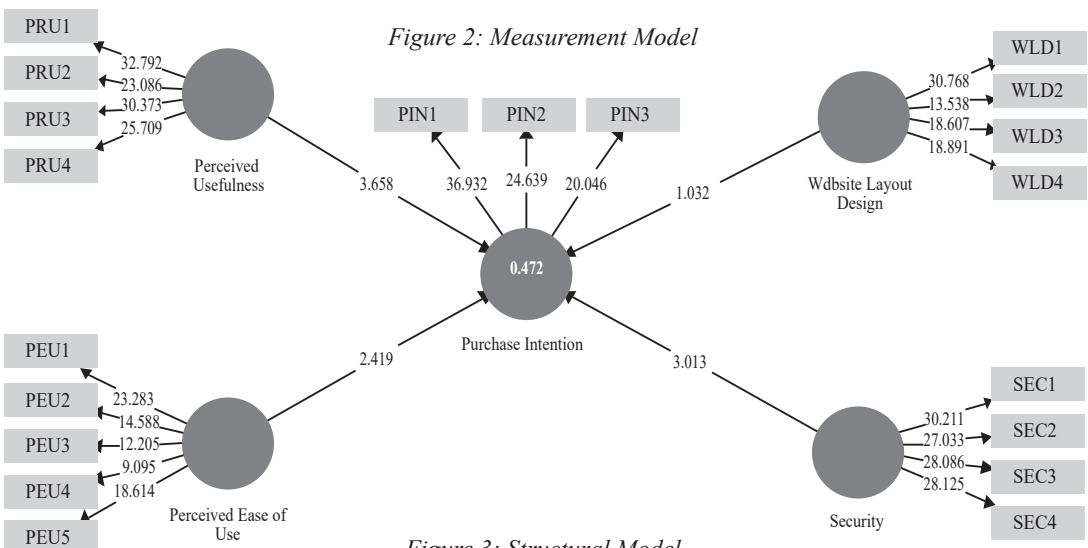 Figure 2: Measurement Model
PRU1
PRU2
PRU3
PRU4
32.792
23.086
30.373
25.709
Perceived
Usefulness
3.658
PIN1
PIN2
PIN3
36.932
24.639
20.046
0.472
Purchase Intention
WLD1
WLD2
WLD3
WLD4
30.768
13.538
18.607
18.891
Wdbsite Layout
Design
1.032
PEU1
PEU2
PEU3
PEU4
PEU5
23.283
14.588
12.205
9.095
18.614
Perceived Ease of
Use
2.419
SEC1
SEC2
SEC3
SEC4
30.211
27.033
28.086
28.125
Security
3.013
Figure 3: Structural Model